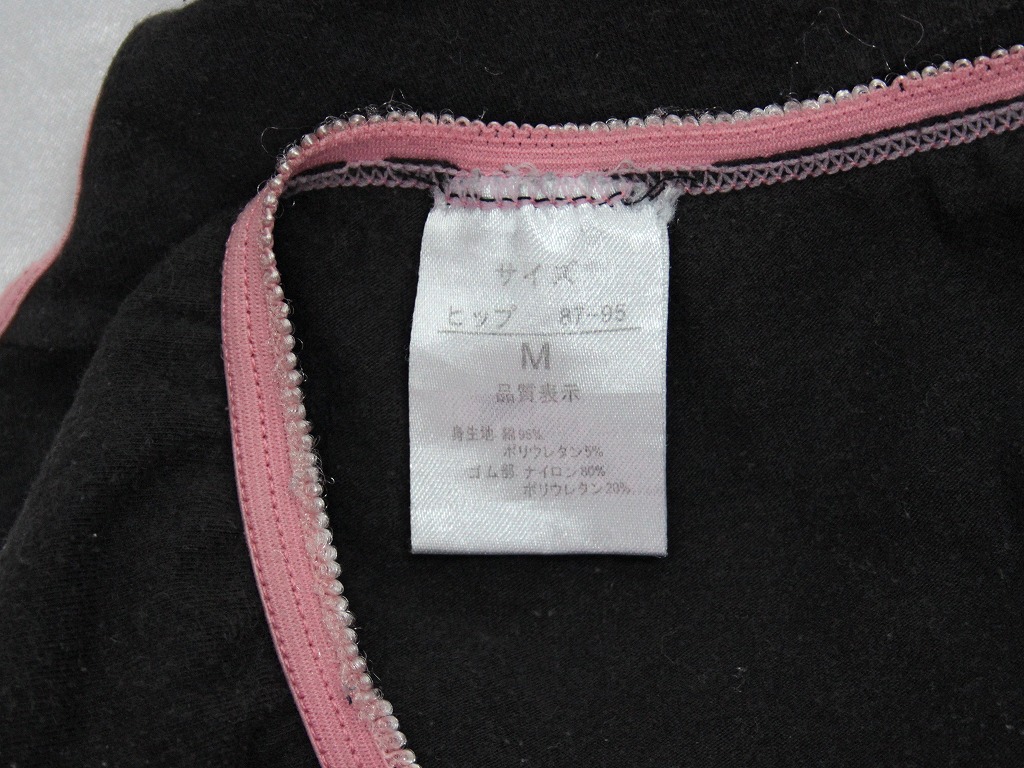 サイズ
ヒップ 87-95
M
品質表示
身生地 綿95%
ポリウレタン5%
ゴム部 ナイロン80%
ポリウレタン20%